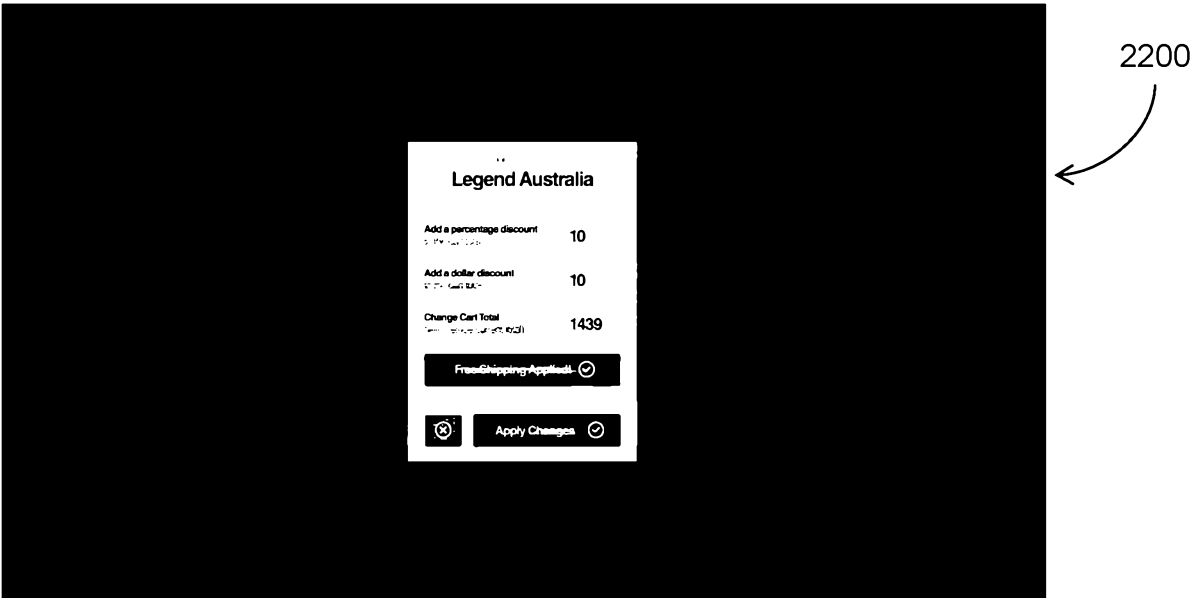 2200
Legend Australia
Add a percentage discount
10
Add a dollar discount
10
Change Cart Total
1439
Free Shipping Applied!
Apply Changes